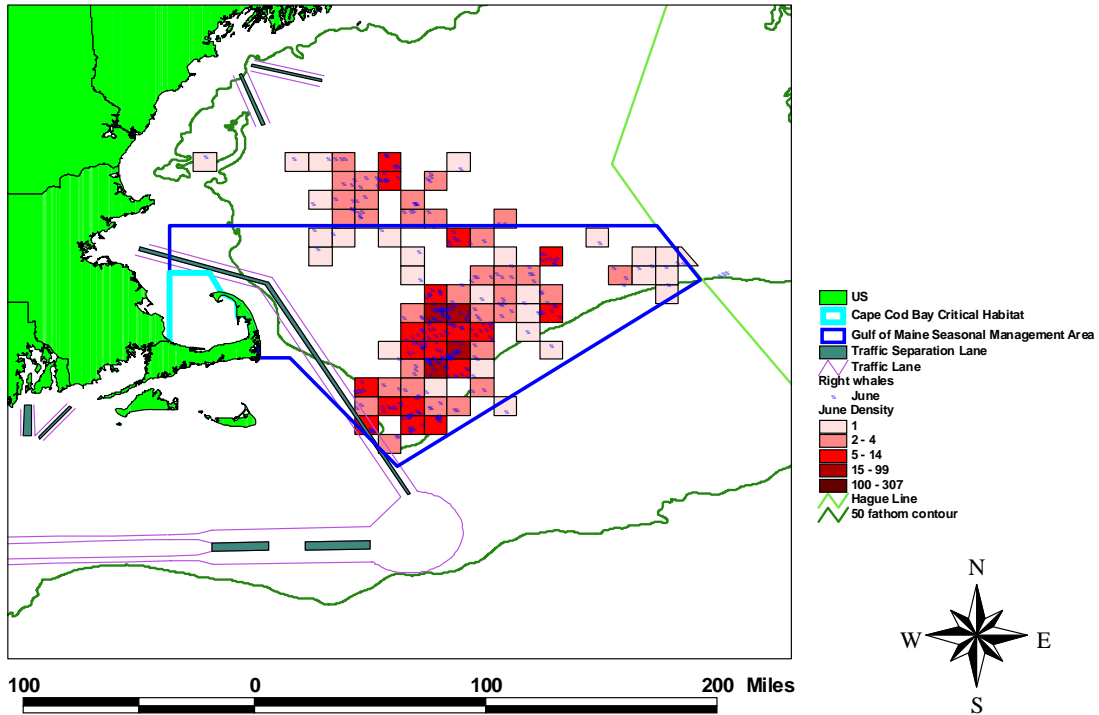 US
Cape Cod Bay Critical Habitat
Gulf of Maine Seasonal Management Area
Traffic Separation Lane
Traffic Lane
Right whales
June
June Density
1
2 - 4
5 - 14
15 - 99
100 - 307
Hague Line
50 fathom contour
N
W E
S
100 0 100 200 Miles